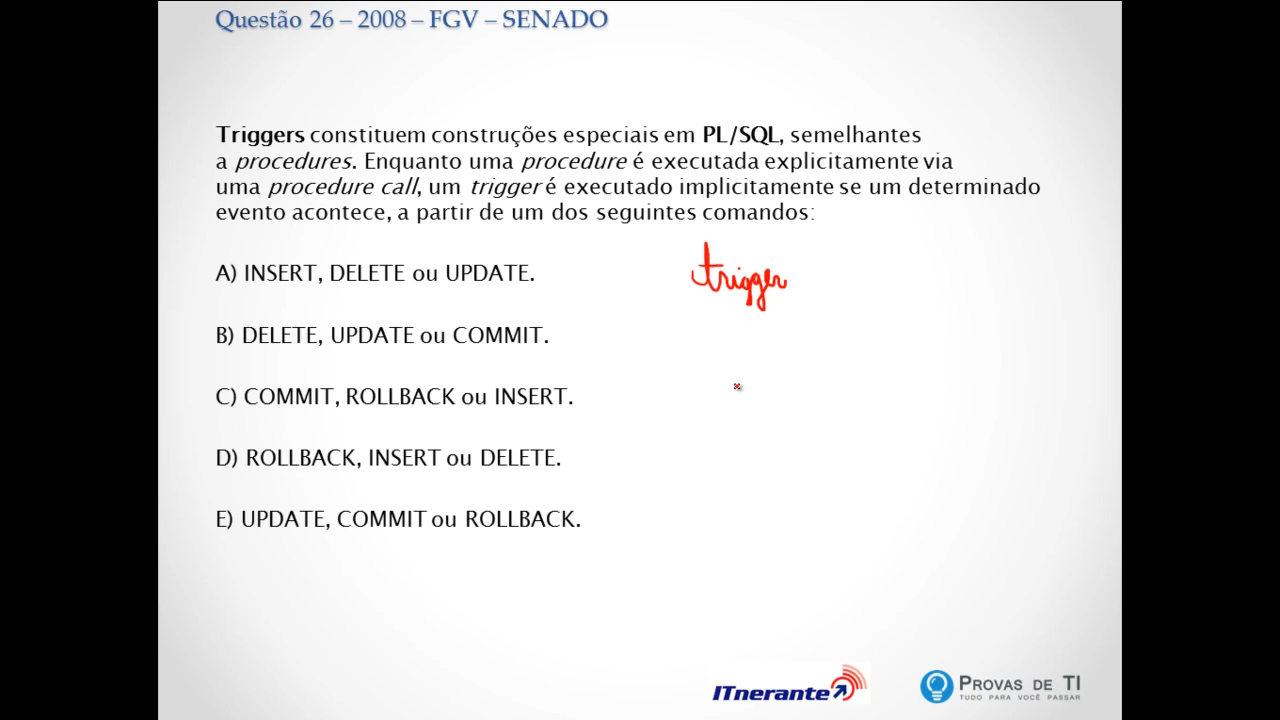 Questão 26 – 2008 – FGV – SENADO
Triggers constituem construções especiais em PL/SQL, semelhantes
a procedures. Enquanto uma procedure é executada explicitamente via
uma procedure call, um trigger é executado implicitamente se um determinado
evento acontece, a partir de um dos seguintes comandos:
A) INSERT, DELETE ou UPDATE.
trigger
B) DELETE, UPDATE ou COMMIT.
C) COMMIT, ROLLBACK ou INSERT.
D) ROLLBACK, INSERT ou DELETE.
E) UPDATE, COMMIT ou ROLLBACK.
ITnerante
PROVAS DE TI
TUDO PARA VOCÊ PASSAR